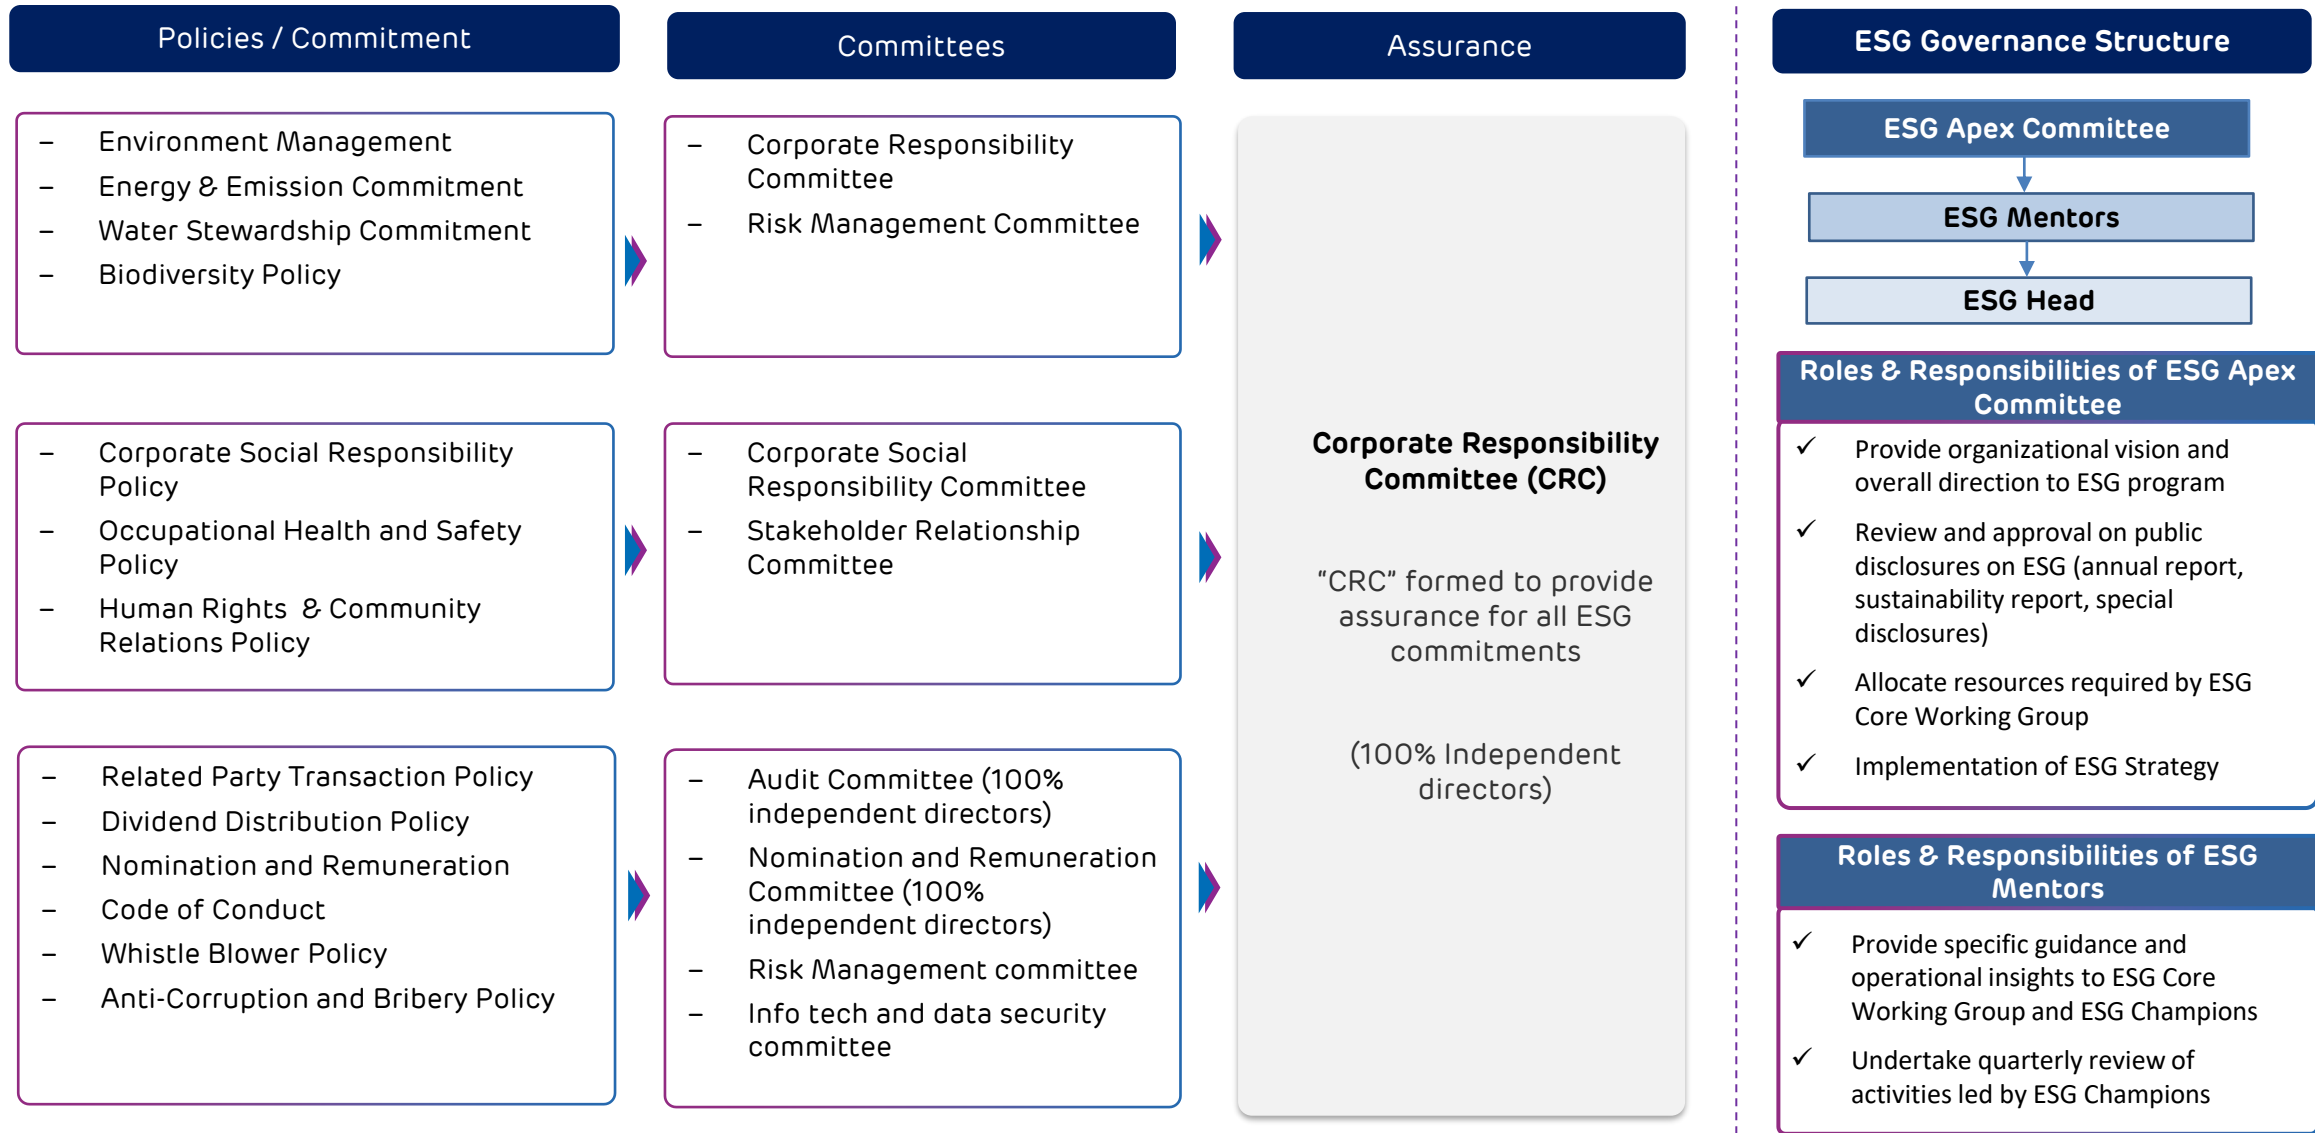 Policies / Commitment
– Environment Management
– Energy & Emission Commitment
– Water Stewardship Commitment
– Biodiversity Policy
– Corporate Social Responsibility
Policy
– Occupational Health and Safety
Policy
– Human Rights & Community
Relations Policy
– Related Party Transaction Policy
– Dividend Distribution Policy
– Nomination and Remuneration
– Code of Conduct
– Whistle Blower Policy
– Anti-Corruption and Bribery Policy
Committees
– Corporate Responsibility
Committee
– Risk Management Committee
– Corporate Social
Responsibility Committee
– Stakeholder Relationship
Committee
– Audit Committee (100%
independent directors)
– Nomination and Remuneration
Committee (100%
independent directors)
– Risk Management committee
– Info tech and data security
committee
Assurance
Corporate Responsibility
Committee (CRC)
“CRC” formed to provide
assurance for all ESG
commitments
(100% Independent
directors)
ESG Governance Structure
ESG Apex Committee
ESG Mentors
ESG Head
Roles & Responsibilities of ESG Apex
Committee
✓ Provide organizational vision and
overall direction to ESG program
✓ Review and approval on public
disclosures on ESG (annual report,
sustainability report, special
disclosures)
✓ Allocate resources required by ESG
Core Working Group
✓ Implementation of ESG Strategy
Roles & Responsibilities of ESG
Mentors
✓ Provide specific guidance and
operational insights to ESG Core
Working Group and ESG Champions
✓ Undertake quarterly review of
activities led by ESG Champions